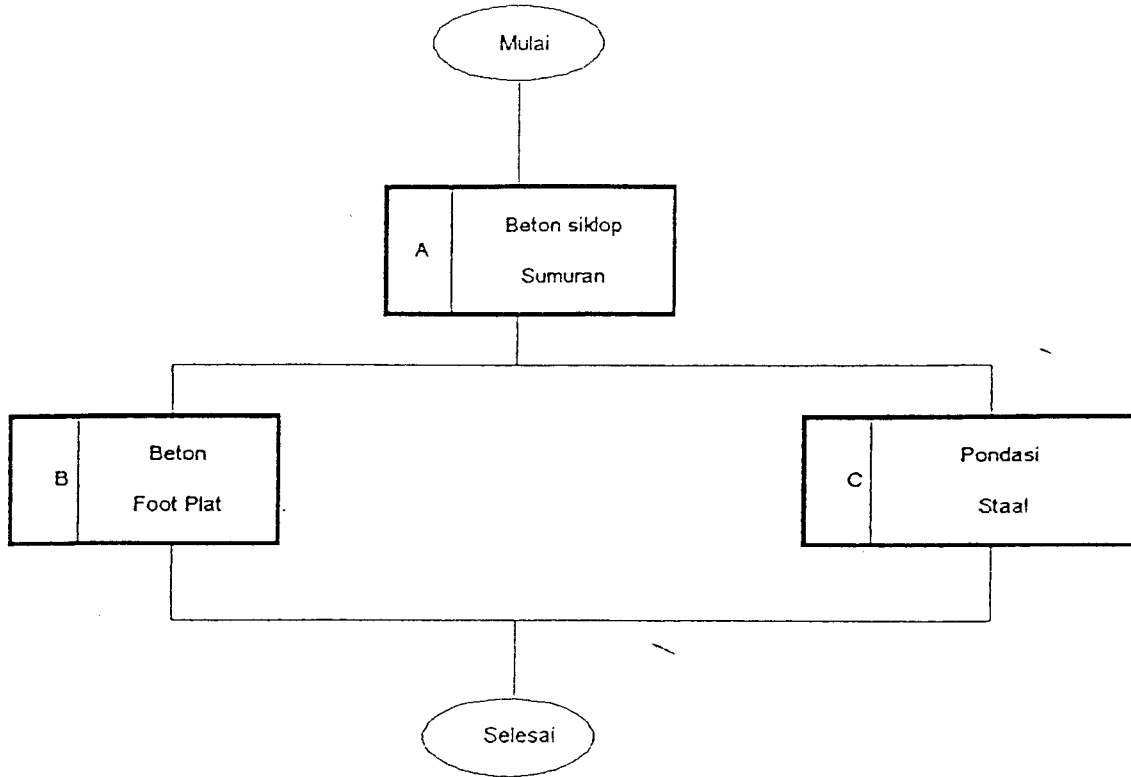 Mulai
A
Beton siklop
Sumuran
B
Beton
Foot Plat
C
Pondasi
Staal
Selesai